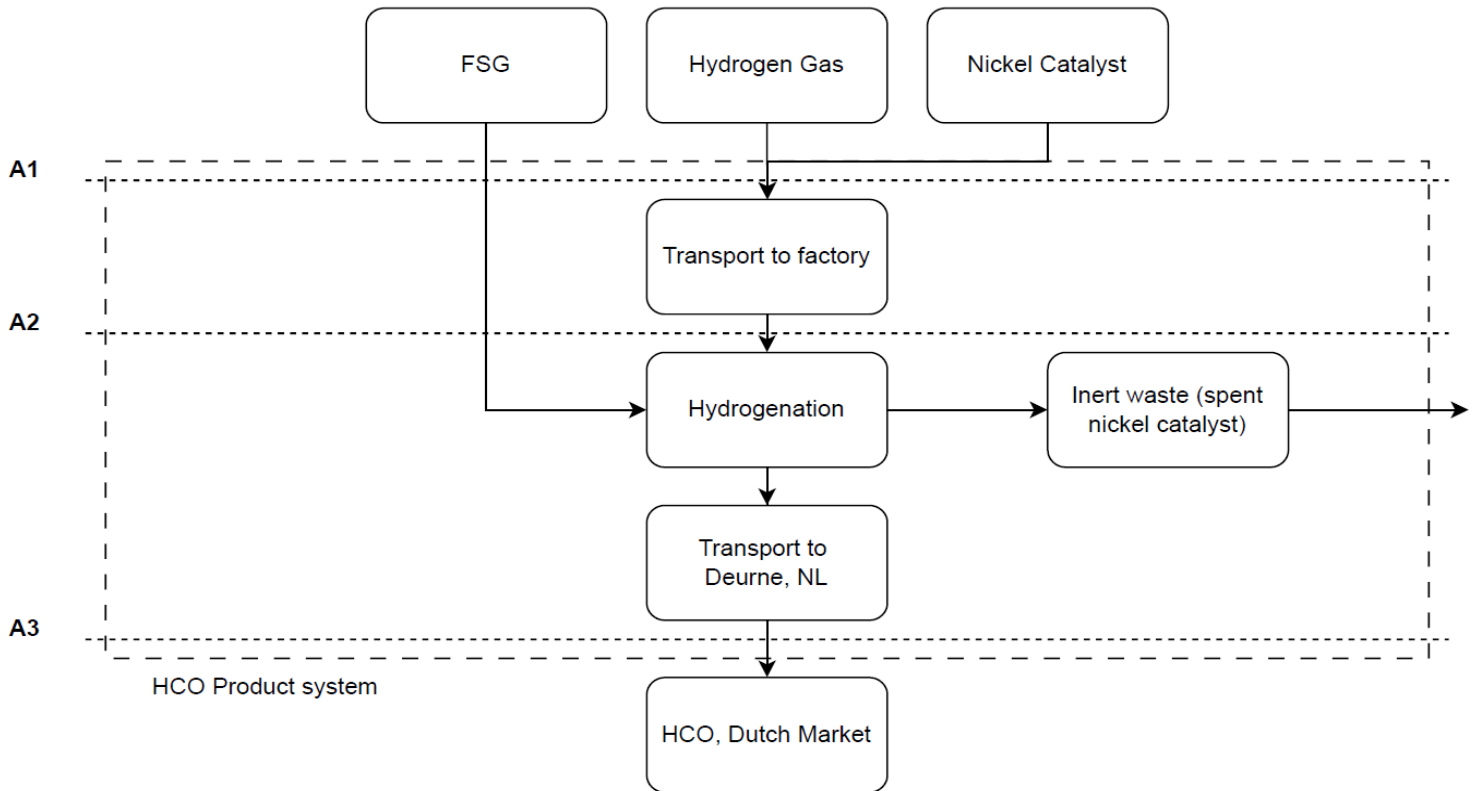 FSG
Hydrogen Gas
Nickel Catalyst
A1
Transport to factory
A2
Hydrogenation
Inert waste (spent
nickel catalyst)
Transport to
Deurne, NL
A3
HCO Product system
HCO, Dutch Market